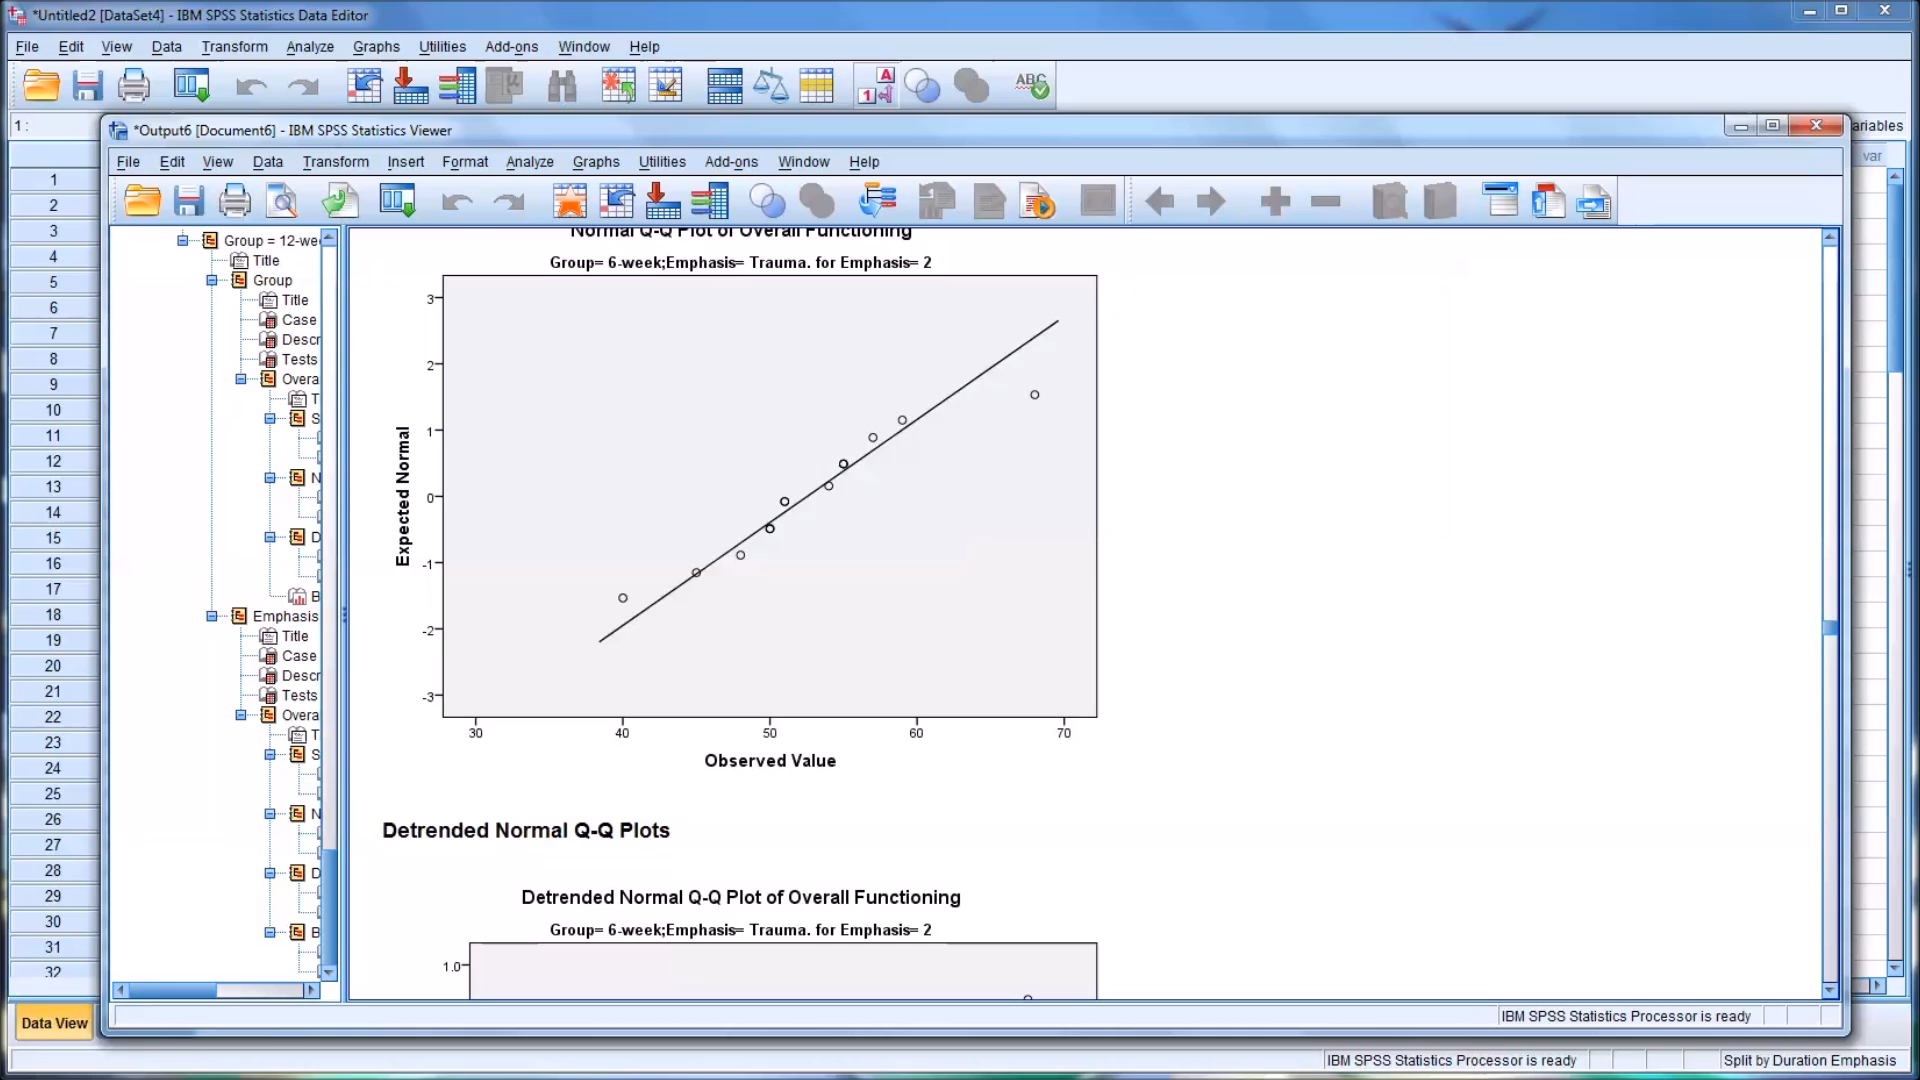 *Untitled2 [DataSet4] - IBM SPSS Statistics Data Editor
File Edit View Data Transform Analyze Graphs Utilities Add-ons Window Help
1 :
ariables
var
1
2
3
4
5
6
7
8
9
10
11
12
13
14
15
16
17
18
19
20
21
22
23
24
25
26
27
28
29
30
31
32
*Output6 [Document6] - IBM SPSS Statistics Viewer
File Edit View Data Transform Insert Format Analyze Graphs Utilities Add-ons Window Help
Group = 12-we
Title
Group
Title
Case
Descr
Tests
Overa
T
S
N
D
B
Emphasis
Title
Case
Descr
Tests
Overa
T
S
N
D
B
Normal Q-Q Plot of Overall Functioning
Group= 6-week;Emphasis= Trauma. for Emphasis= 2
3
2
1
0
-1
-2
-3
Expected Normal
30 40 50 60 70
Observed Value
Detrended Normal Q-Q Plots
Detrended Normal Q-Q Plot of Overall Functioning
Group= 6-week;Emphasis= Trauma. for Emphasis= 2
1.0
IBM SPSS Statistics Processor is ready
Data View
IBM SPSS Statistics Processor is ready
Split by Duration Emphasis